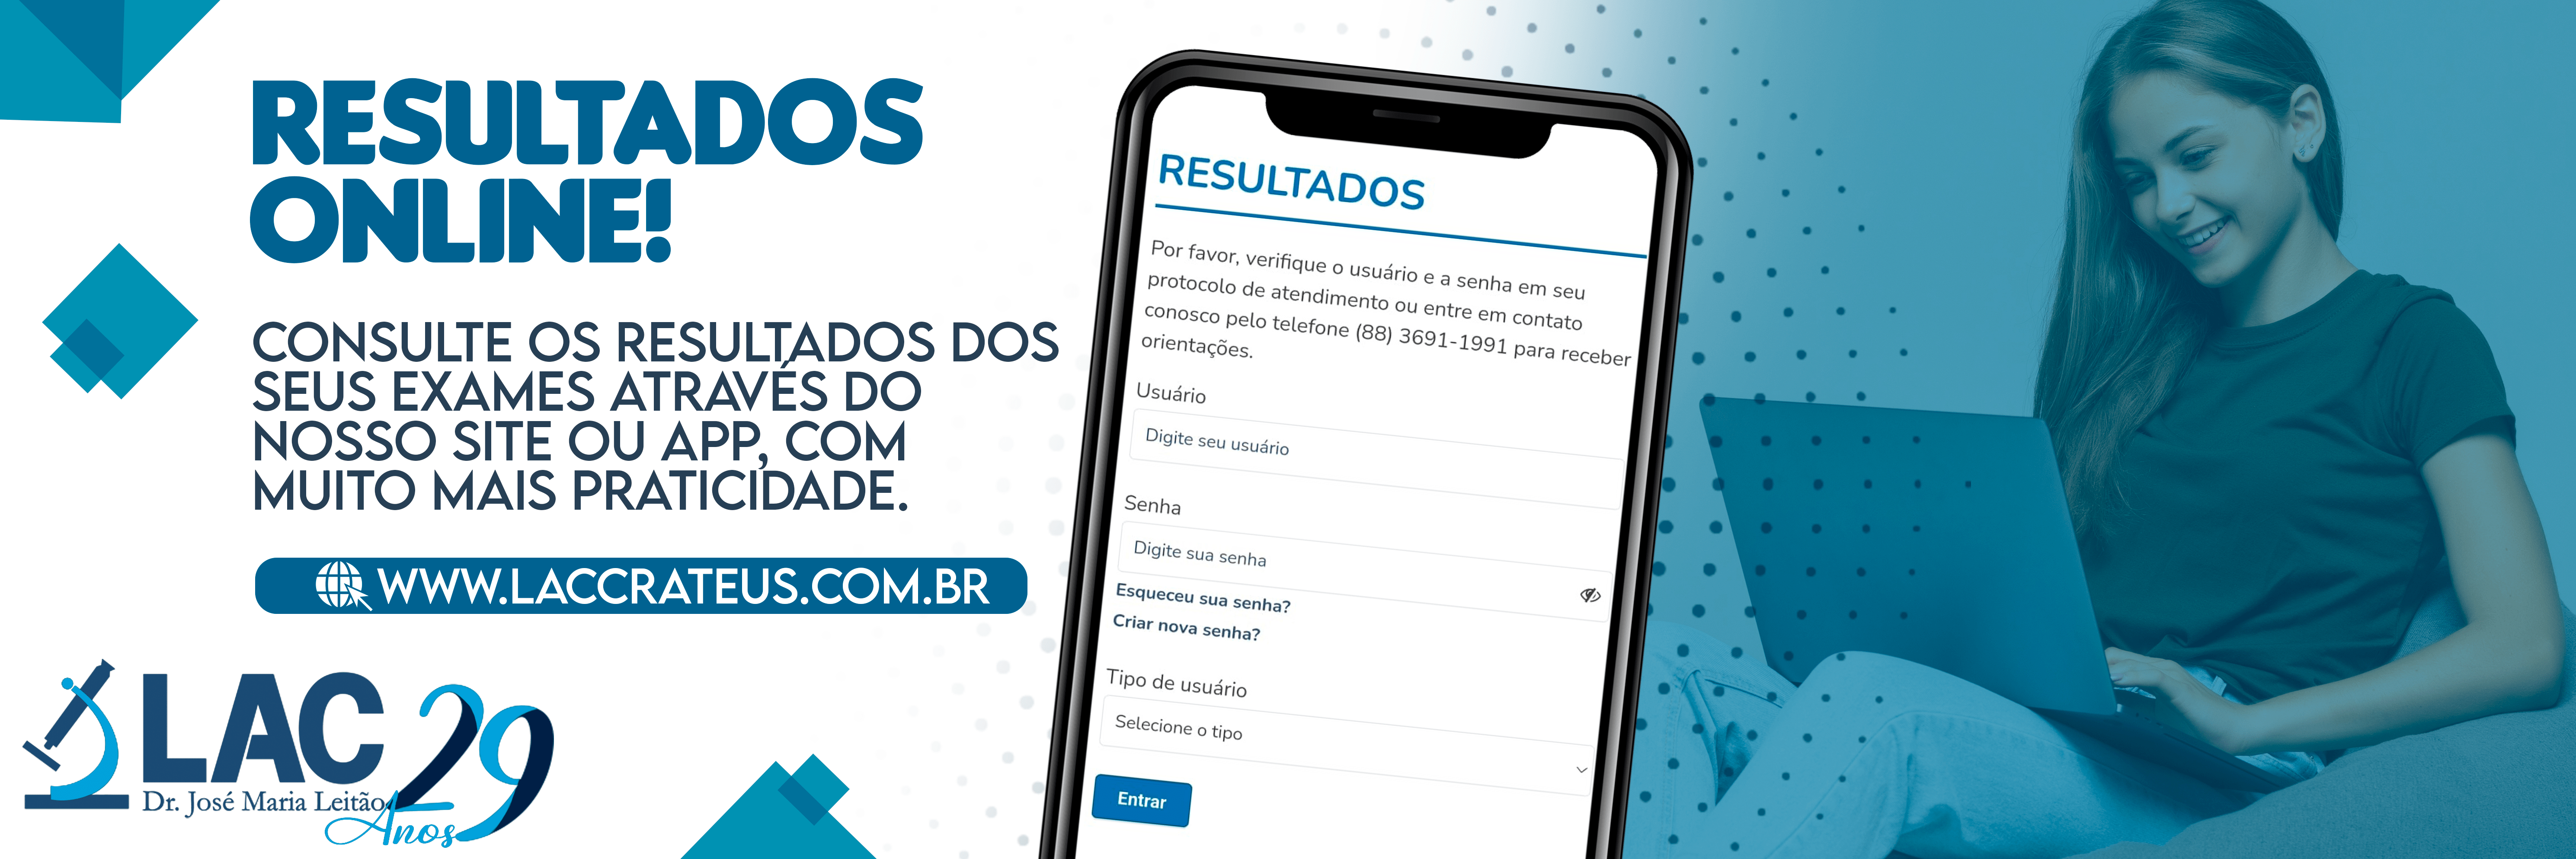 RESULTADOS
ONLINE!
CONSULTE OS RESULTADOS DOS
SEUS EXAMES ATRAVÉS DO
NOSSO SITE OU APP, COM
MUITO MAIS PRATICIDADE.
WWW.LACCRATEUS.COM.BR
LAC 29
Dr. José Maria Leitão
Anos
RESULTADOS
Por favor, verifique o usuário e a senha em seu
protocolo de atendimento ou entre em contato
conosco pelo telefone (88) 3691-1991 para receber
orientações.
Usuário
Digite seu usuário
Senha
Digite sua senha
Esqueceu sua senha?
Criar nova senha?
Tipo de usuário
Selecione o tipo
Entrar